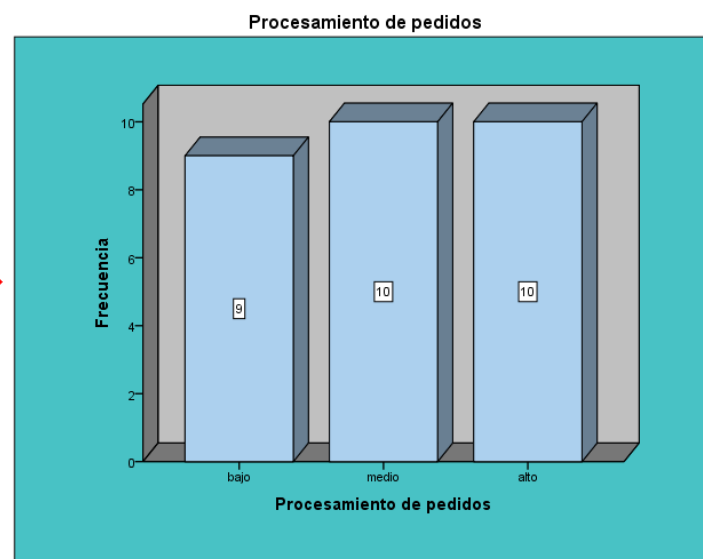 Procesamiento de pedidos
10
8
6
4
2
0
Frecuencia
9
10
10
bajo
medio
alto
Procesamiento de pedidos